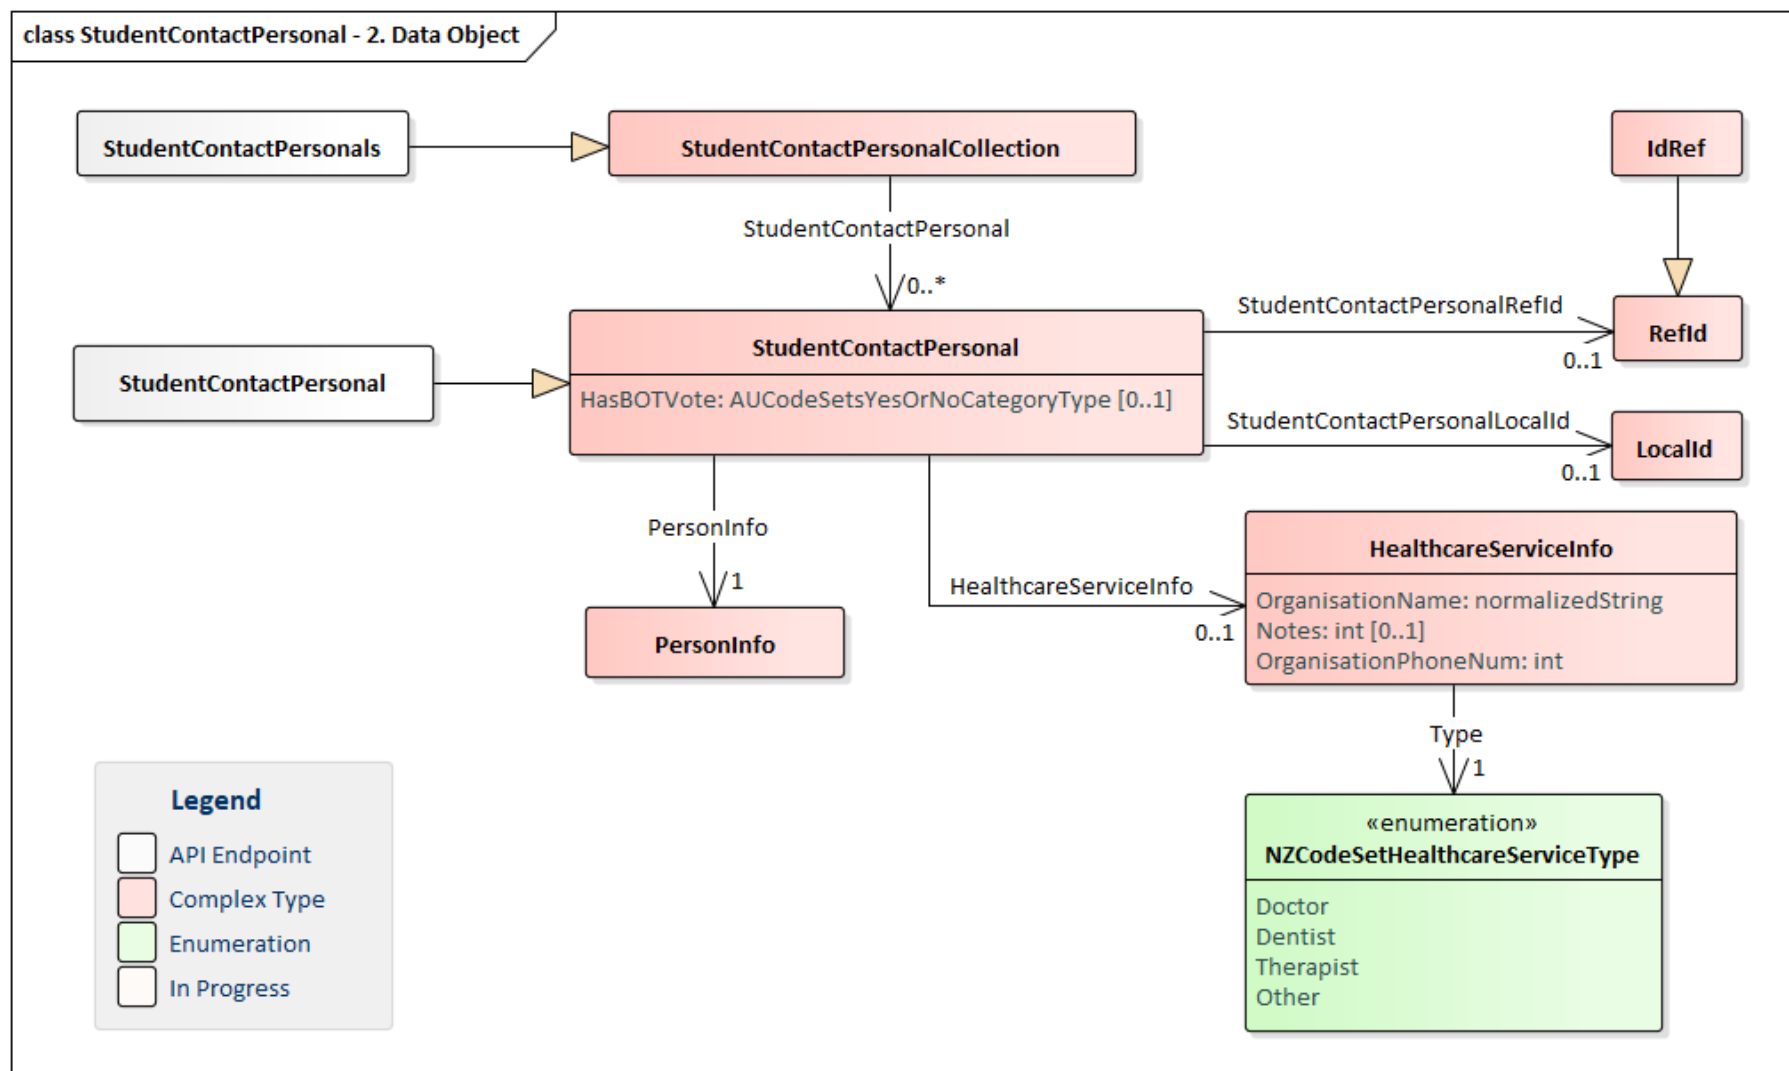 class StudentContactPersonal - 2. Data Object
StudentContactPersonals
StudentContactPersonalCollection
IdRef
StudentContactPersonal
0..*
StudentContactPersonal
StudentContactPersonal
HasBOTVote: AUCodeSetsYesOrNoCategoryType [0..1]
StudentContactPersonalRefId
0..1
RefId
StudentContactPersonalLocalId
0..1
LocalId
PersonInfo
1
PersonInfo
HealthcareServiceInfo
0..1
HealthcareServiceInfo
OrganisationName: normalizedString
Notes: int [0..1]
OrganisationPhoneNum: int
Type
1
«enumeration»
NZCodeSetHealthcareServiceType
Doctor
Dentist
Therapist
Other
Legend
API Endpoint
Complex Type
Enumeration
In Progress